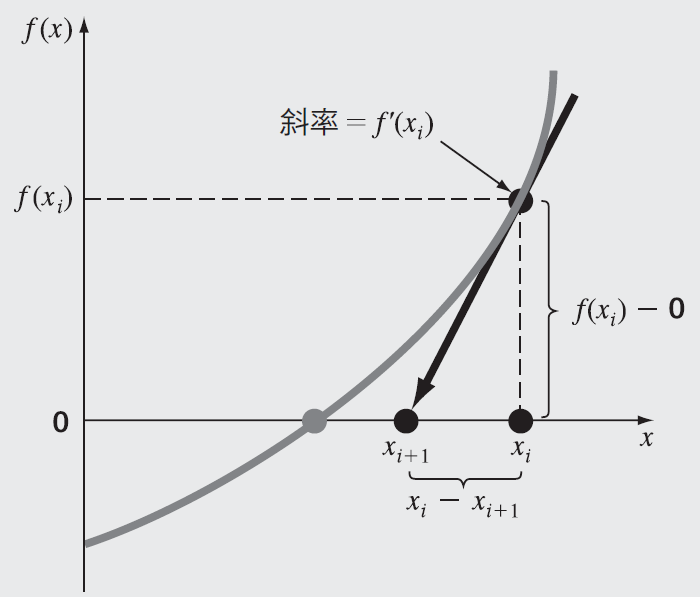 f(x)
斜率 = f′(xᵢ)
f(xᵢ)
f(xᵢ) − 0
0
xᵢ₊₁
xᵢ
x
xᵢ − xᵢ₊₁